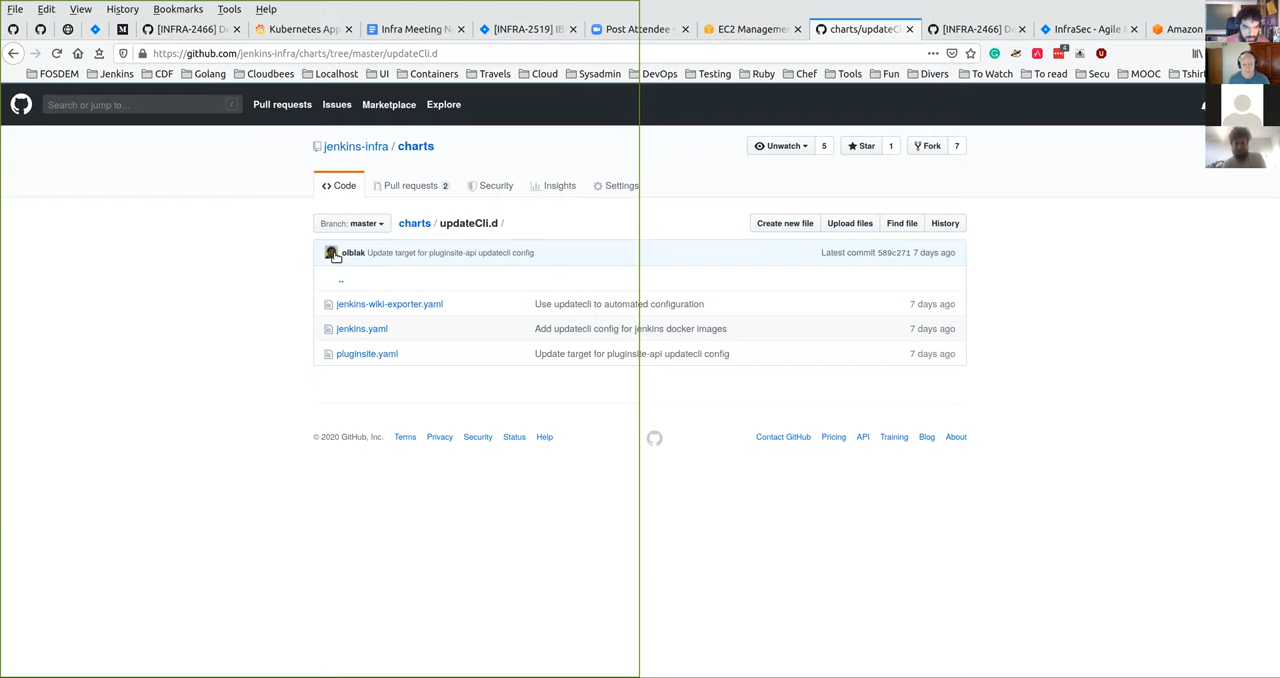 File Edit View History Bookmarks Tools Help
[INFRA-2466] De Kubernetes App Infra Meeting N [INFRA-2519] fB Post Attendee - EC2 Manageme charts/updateCl [INFRA-2466] De InfraSec - Agile Amazon
https://github.com/jenkins-infra/charts/tree/master/updateCli.d
FOSDEM Jenkins CDF Golang Cloudbees Localhost UI Containers Travels Cloud Sysadmin DevOps Testing Ruby Chef Tools Fun Divers To Watch To read Secu MOOC Tshir
Search or jump to… / Pull requests Issues Marketplace Explore
jenkins-infra / charts Unwatch 5 Star 1 Fork 7
Code Pull requests 2 Security Insights Settings
Branch: master charts / updateCli.d / Create new file Upload files Find file History
olblak Update target for pluginsite-api updatecli config Latest commit 589c271 7 days ago
..
jenkins-wiki-exporter.yaml Use updatecli to automated configuration 7 days ago
jenkins.yaml Add updatecli config for jenkins docker images 7 days ago
pluginsite.yaml Update target for pluginsite-api updatecli config 7 days ago
© 2020 GitHub, Inc. Terms Privacy Security Status Help Contact GitHub Pricing API Training Blog About